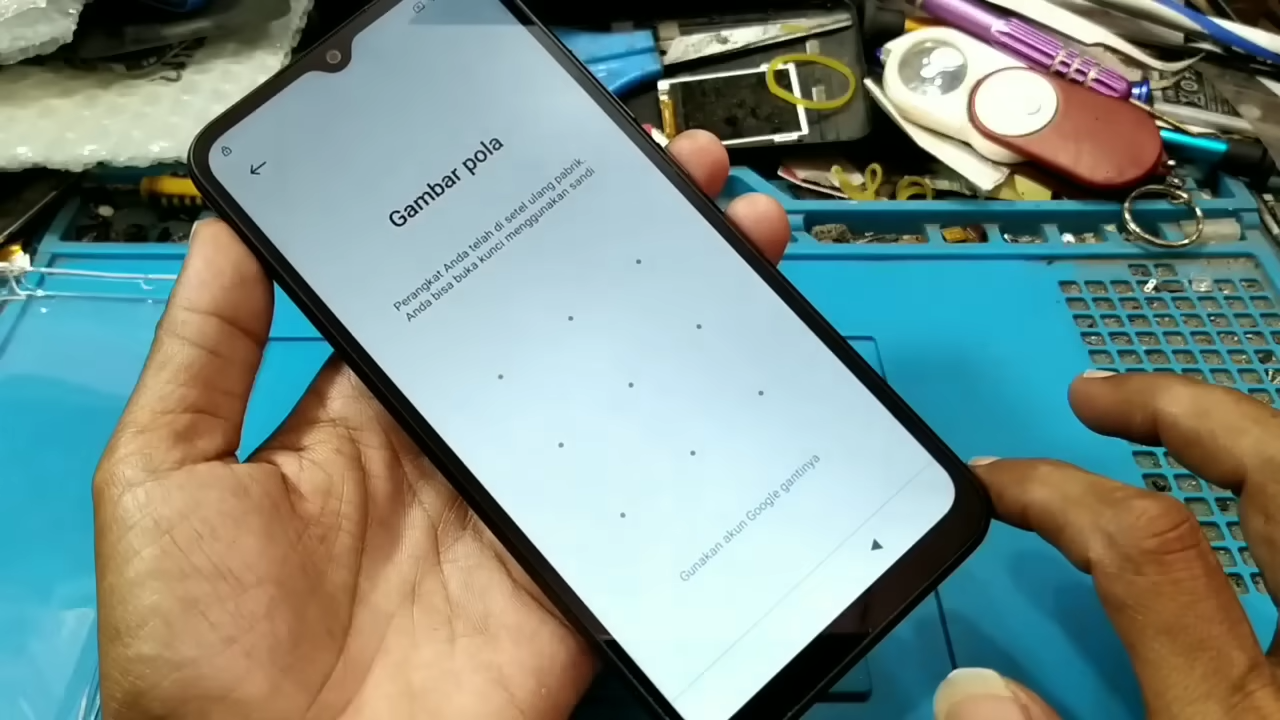 Gambar pola
Perangkat Anda telah di setel ulang pabrik.
Anda bisa buka kunci menggunakan sandi
Gunakan akun Google gantinya